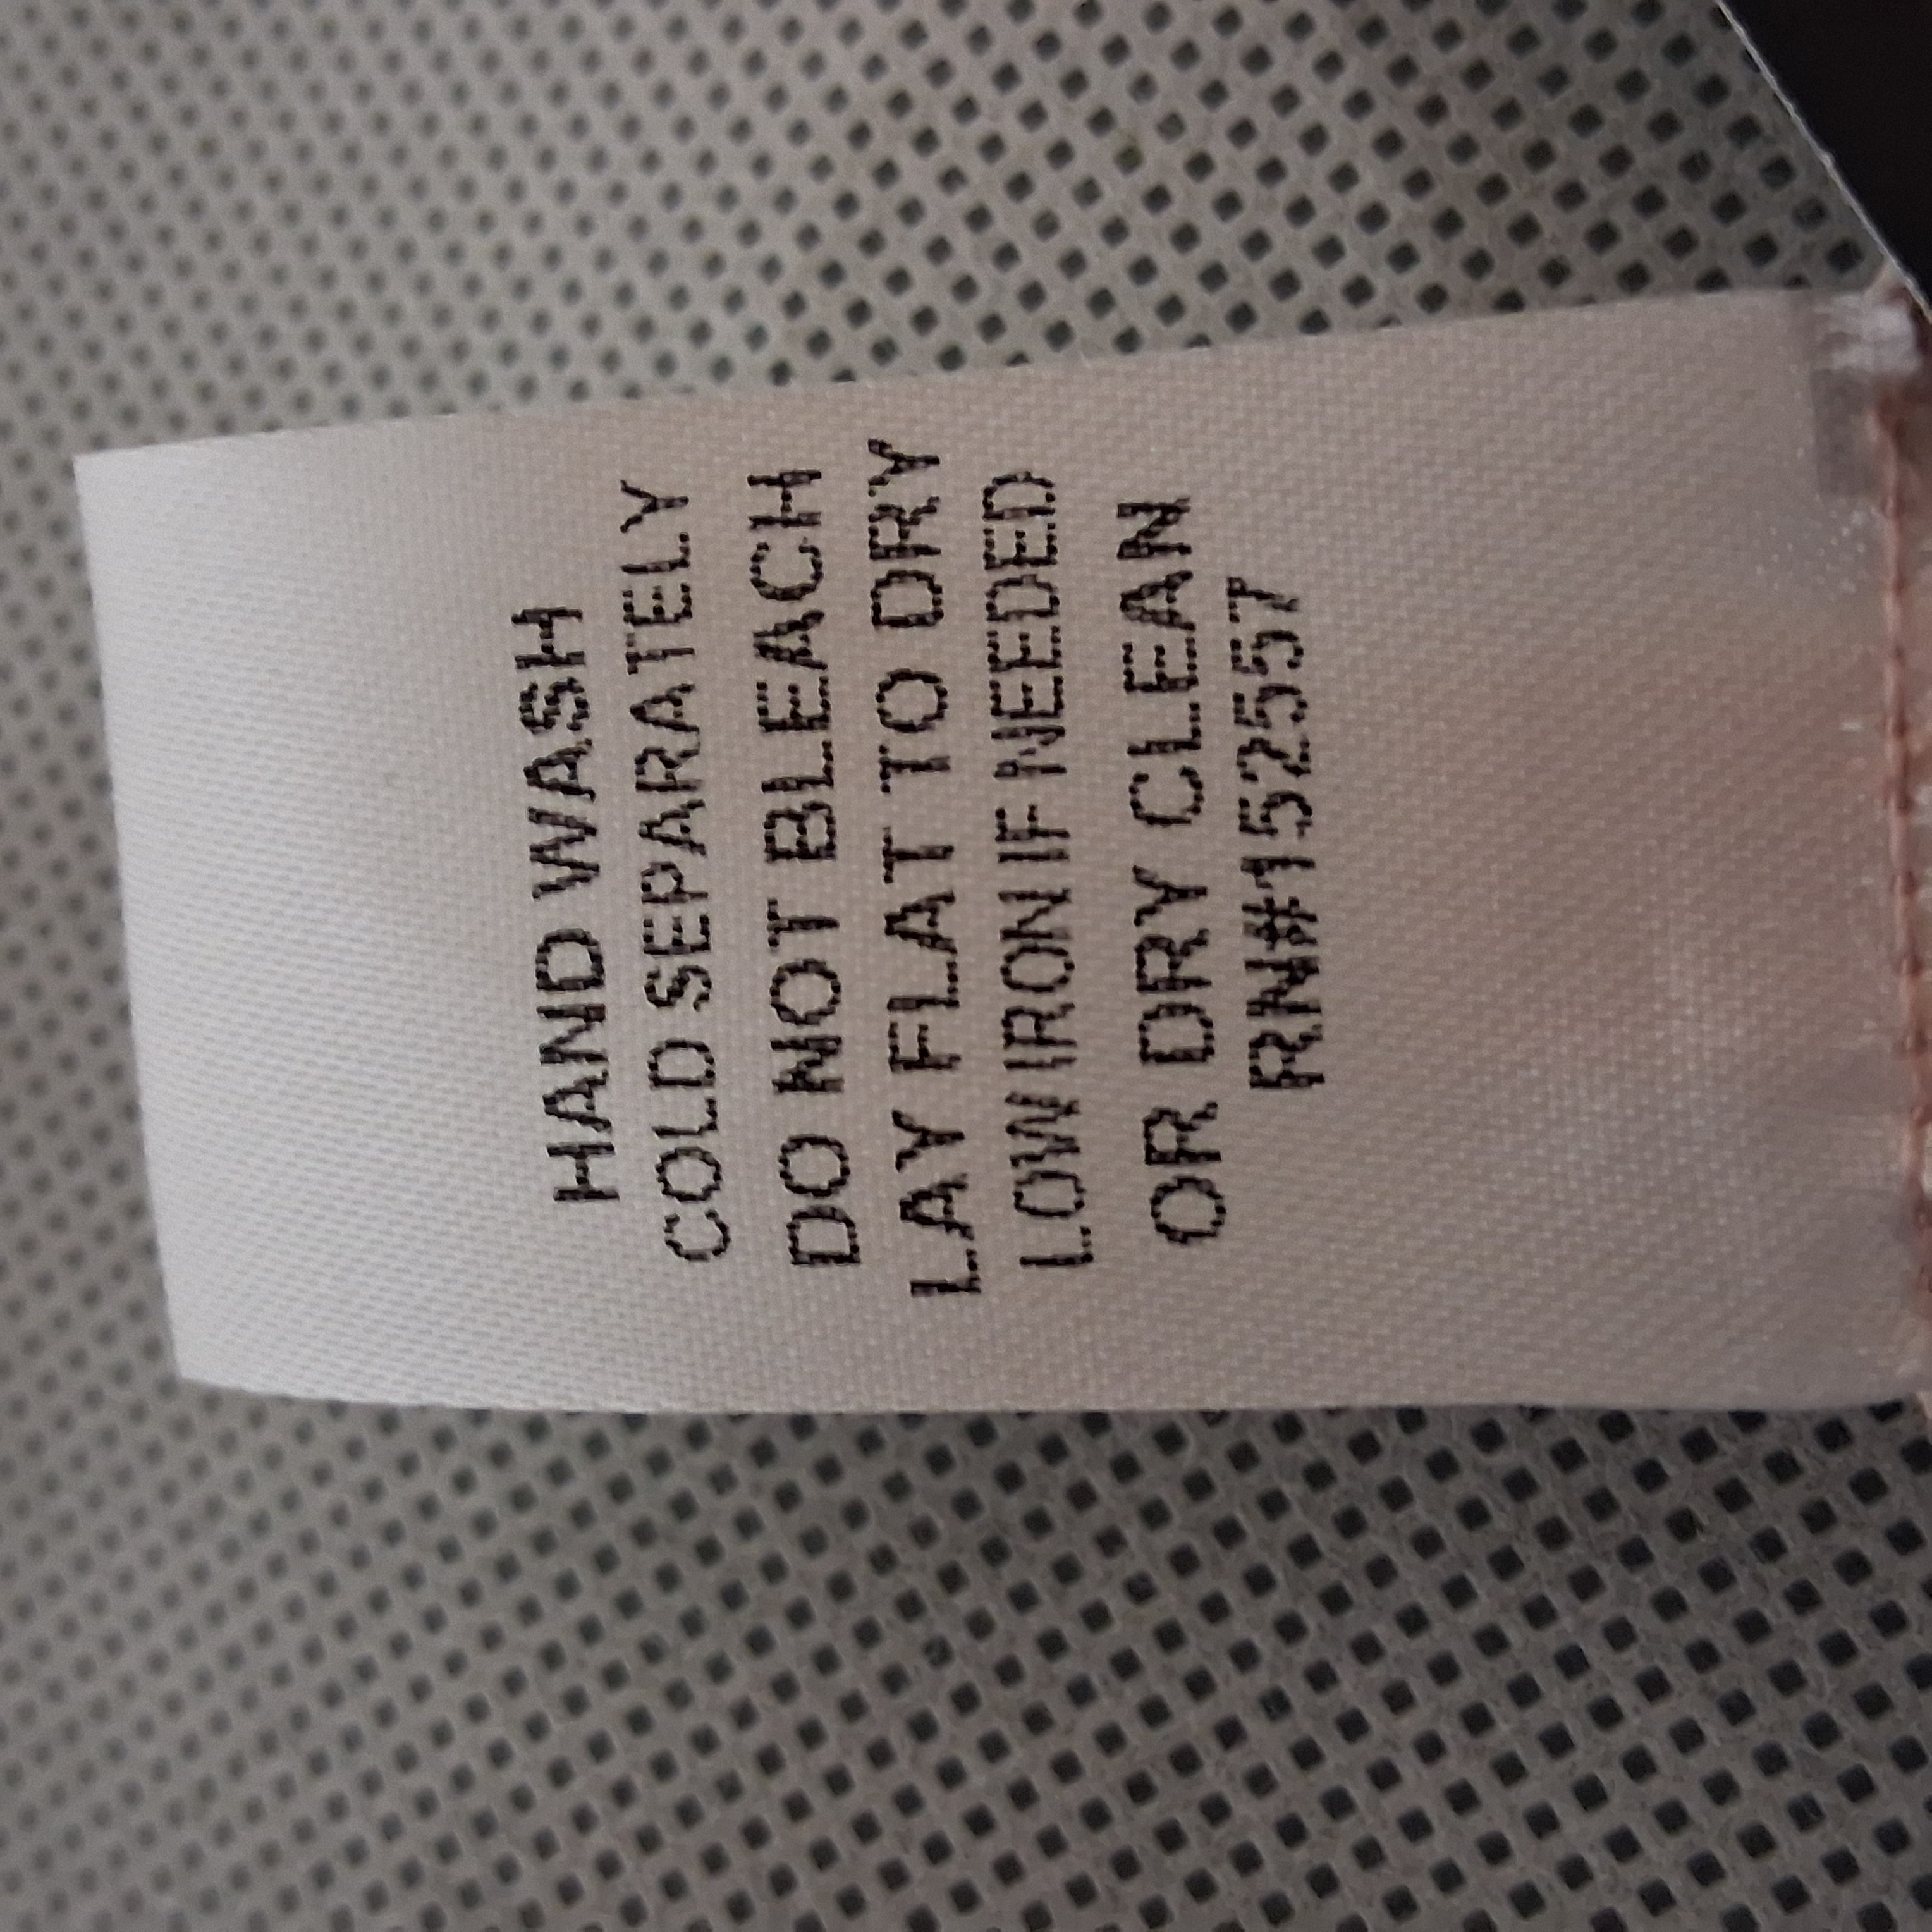 HAND WASH
COLD SEPARATELY
DO NOT BLEACH
LAY FLAT TO DRY
LOW IRON IF NEEDED
OR DRY CLEAN
RN#152557